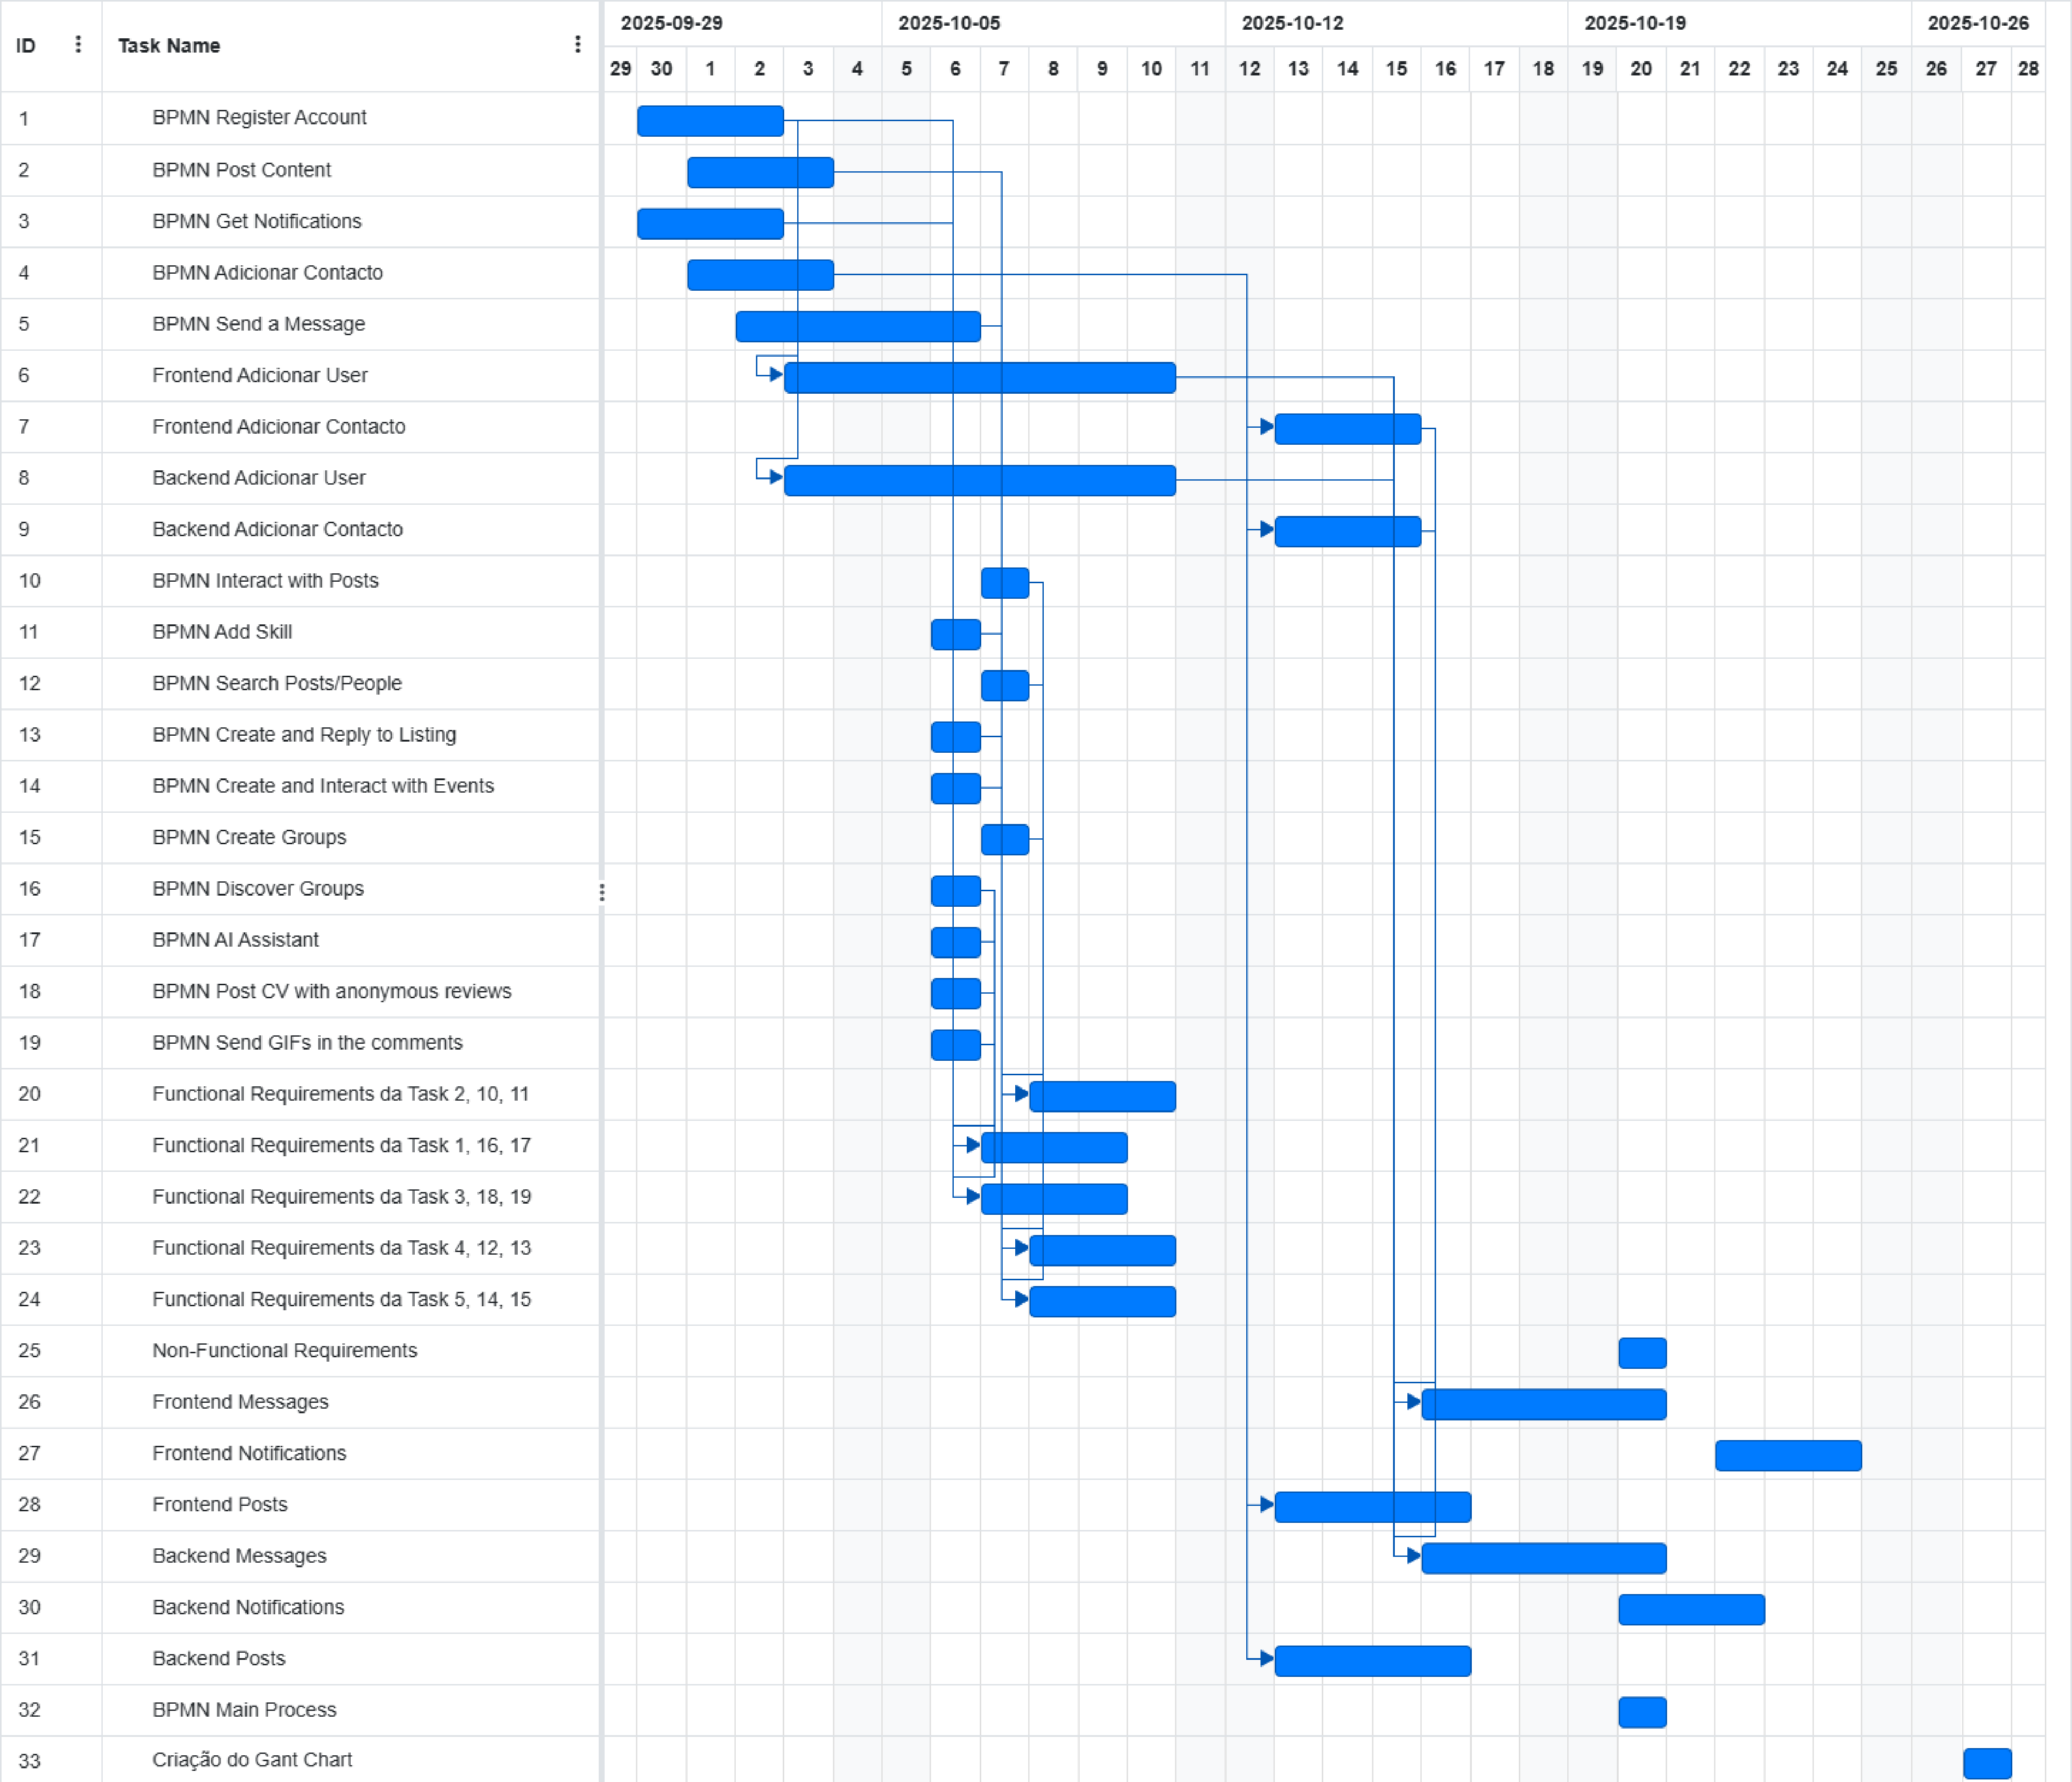 ID Task Name 2025-09-29 2025-10-05 2025-10-12 2025-10-19 2025-10-26
29 30 1 2 3 4 5 6 7 8 9 10 11 12 13 14 15 16 17 18 19 20 21 22 23 24 25 26 27 28
1 BPMN Register Account
2 BPMN Post Content
3 BPMN Get Notifications
4 BPMN Adicionar Contacto
5 BPMN Send a Message
6 Frontend Adicionar User
7 Frontend Adicionar Contacto
8 Backend Adicionar User
9 Backend Adicionar Contacto
10 BPMN Interact with Posts
11 BPMN Add Skill
12 BPMN Search Posts/People
13 BPMN Create and Reply to Listing
14 BPMN Create and Interact with Events
15 BPMN Create Groups
16 BPMN Discover Groups
17 BPMN AI Assistant
18 BPMN Post CV with anonymous reviews
19 BPMN Send GIFs in the comments
20 Functional Requirements da Task 2, 10, 11
21 Functional Requirements da Task 1, 16, 17
22 Functional Requirements da Task 3, 18, 19
23 Functional Requirements da Task 4, 12, 13
24 Functional Requirements da Task 5, 14, 15
25 Non-Functional Requirements
26 Frontend Messages
27 Frontend Notifications
28 Frontend Posts
29 Backend Messages
30 Backend Notifications
31 Backend Posts
32 BPMN Main Process
33 Criação do Gant Chart